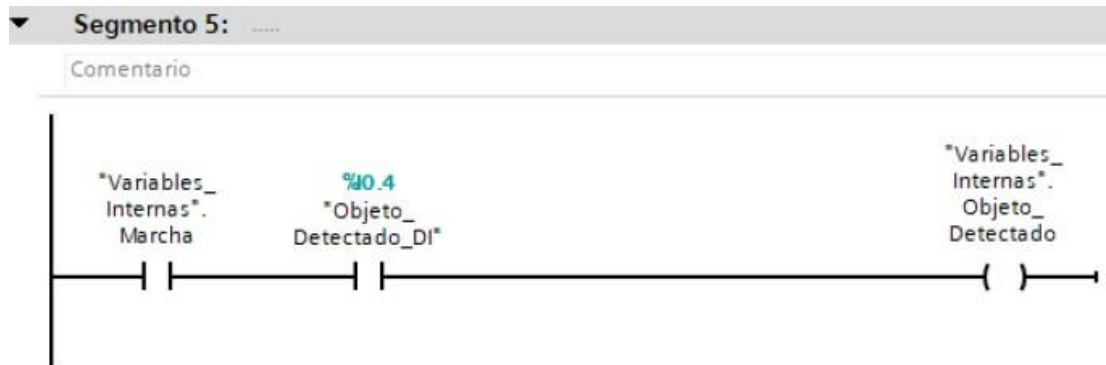 Segmento 5: .....
Comentario
"Variables_
Internas".
Marcha
%I0.4
"Objeto_
Detectado_DI"
"Variables_
Internas".
Objeto_
Detectado